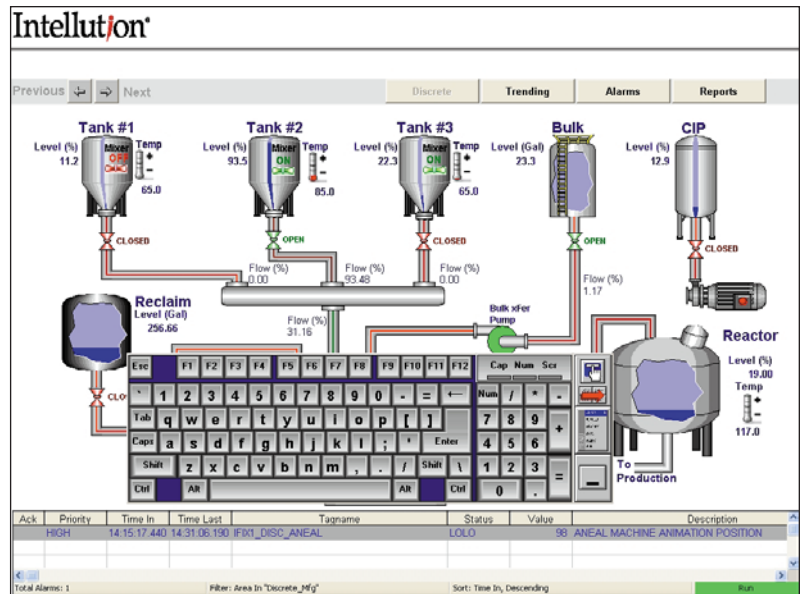 Intellution®
Previous Next Discrete Trending Alarms Reports
Tank #1 Tank #2 Tank #3 Bulk CIP
Level (%) Mixer Temp Level (%) Mixer Level (%) Mixer Temp Level (Gal) Level (%)
11.2 OFF + 93.5 ON + 22.3 ON + 23.3 12.9
- - -
65.0 85.0 65.0
CLOSED OPEN CLOSED OPEN CLOSED
Flow (%) Flow (%) Flow (%) Flow (%)
0.00 93.48 0.00 1.17
Reclaim
Level (Gal)
256.66
Flow (%)
31.16
Bulk xFer
Pump
Reactor
Level (%)
19.00
Temp
+
-
117.0
To
Production
CLO
Esc F1 F2 F3 F4 F5 F6 F7 F8 F9 F10 F11 F12 Cap Num Scr
` 1 2 3 4 5 6 7 8 9 0 - = ← Num / * -
Tab q w e r t y u i o p [ ] 7 8 9 +
Caps a s d f g h j k l ; ' Enter 4 5 6
Shift z x c v b n m , . / Shift \ 1 2 3 =
Ctrl Alt Alt Ctrl 0 .
Ack Priority Time In Time Last Tagname Status Value Description
HIGH 14:15:17.440 14:31:06.190 IFIX1_DISC_ANEAL LOLO 98 ANEAL MACHINE ANIMATION POSITION
Total Alarms: 1 Filter: Area In "Discrete_Mfg" Sort: Time In, Descending Run